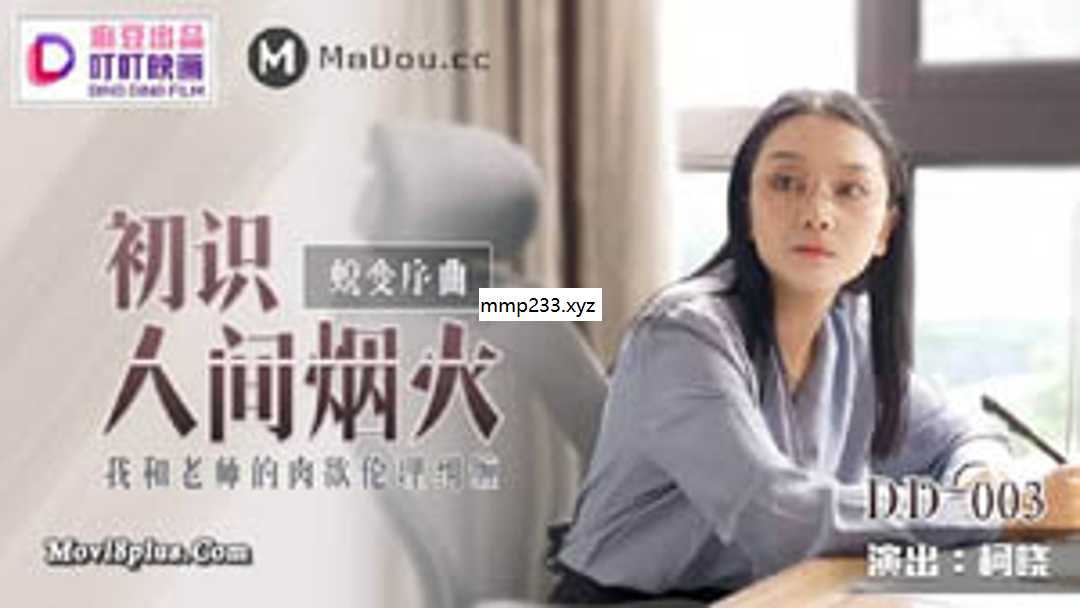 麻豆出品
叮叮映画
DING DING FILM
MnDou.cc
初识
蜕变序曲
mmp233.xyz
人间烟火
我和老师的肉欲伦理纠缠
DD-003
Movi8plus.Com
演出：柯晓